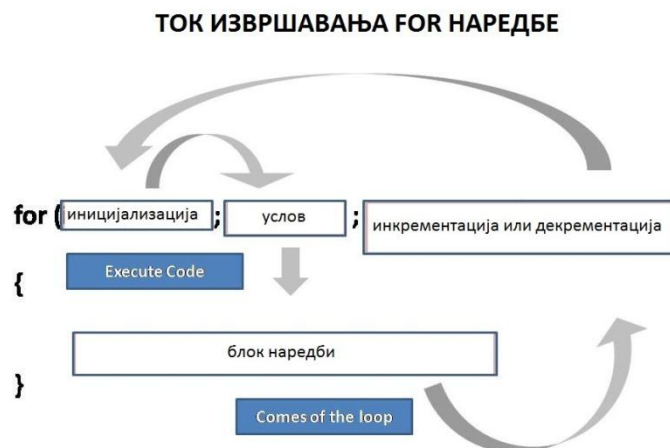 ТОК ИЗВРШАВАЊА FOR НАРЕДБЕ
for ( иницијализација ; услов ; инкрементација или декрементација
{
Execute Code
блок наредби
}
Comes of the loop